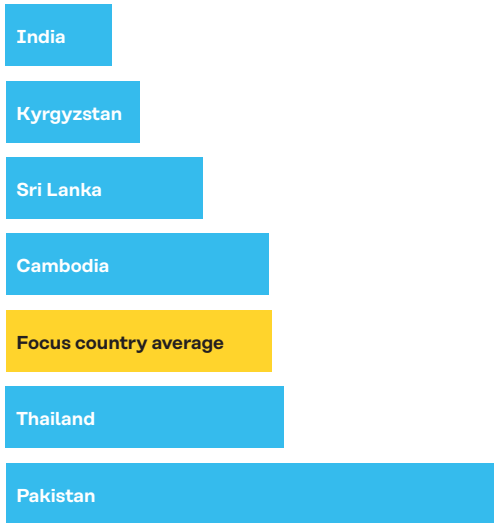 India
Kyrgyzstan
Sri Lanka
Cambodia
Focus country average
Thailand
Pakistan